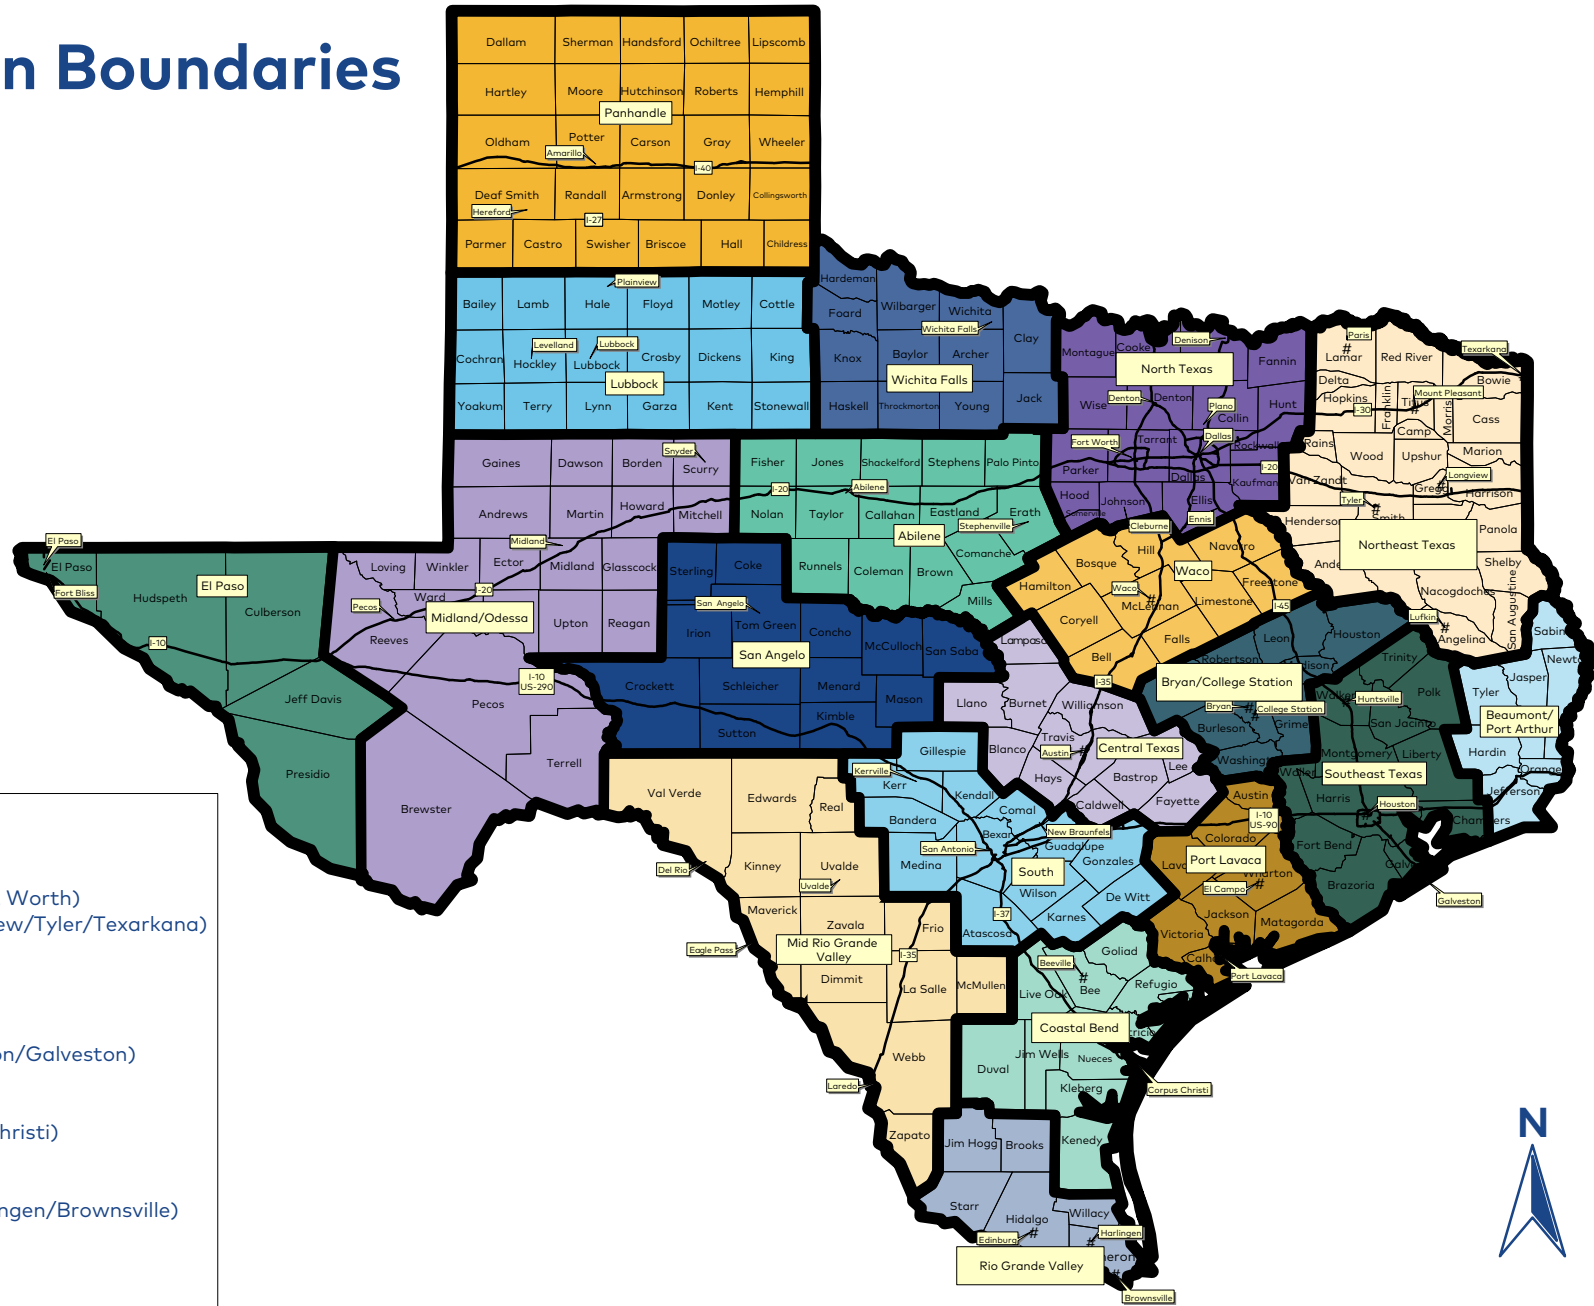 n Boundaries
Dallam Sherman Handsford Ochiltree Lipscomb
Hartley Moore Hutchinson Roberts Hemphill
Panhandle
Oldham Potter Carson Gray Wheeler
Amarillo
I-40
Deaf Smith Randall Armstrong Donley Collingsworth
Hereford
I-27
Parmer Castro Swisher Briscoe Hall Childress
Plainview
Bailey Lamb Hale Floyd Motley Cottle
Levelland Lubbock
Cochran Hockley Lubbock Crosby Dickens King
Lubbock
Yoakum Terry Lynn Garza Kent Stonewall
Hardeman
Foard Wilbarger Wichita
Wichita Falls
Clay
Knox Baylor Archer
Wichita Falls
Haskell Throckmorton Young Jack
Montague Cooke Denison Fannin
North Texas
Wise Denton Denton Plano Collin Hunt
Fort Worth Tarrant Dallas Rockwall
I-20
Parker Dallas Kaufman
Hood Johnson Ellis
Somerville
Cleburne Ennis
Paris
#
Texarkana
Lamar Red River
Delta Bowie
Hopkins Franklin Titus Mount Pleasant
#
I-30
Morris Cass
Camp
Rains Wood Upshur Marion
Longview
Van Zandt Gregg Harrison
#
Tyler
#
Henderson Smith Panola
Northeast Texas
Ande Shelby
Nacogdoches San Augustine
Lufkin
#
Angelina
Gaines Dawson Borden Snyder
Scurry
Andrews Martin Howard Mitchell
Midland
Loving Winkler Ector Midland Glasscock
I-20
Pecos Ward
Midland/Odessa
Reeves Upton Reagan
I-10
US-290
Pecos
Terrell
Brewster
Fisher Jones Shackelford Stephens Palo Pinto
I-20 Abilene
Nolan Taylor Callahan Eastland Erath
Stephenville
Abilene
Comanche
Runnels Coleman Brown
Mills
El Paso
El Paso
Fort Bliss
El Paso
Hudspeth Culberson
I-10
Jeff Davis
Presidio
Sterling Coke
San Angelo
Irion Tom Green Concho McCulloch San Saba
San Angelo
Crockett Schleicher Menard Mason
Sutton Kimble
Bosque Hill Navarro
Waco
Hamilton Waco Freestone
#
McLennan Limestone I-45
Coryell Falls
Bell
I-35
Lampasas
Llano Burnet Williamson
Travis
Blanco Austin # Central Texas
Lee
Hays Bastrop
Caldwell Fayette
Leon Houston
Robertson dison
Bryan/College Station
Bryan # College Station
#
Burleson Grime
Washingt
Trinity
Walker Huntsville Polk
#
San Jacinto
Montgomery Liberty
Waller Southeast Texas
Harris Houston
#
Chambers
Fort Bend Galv
Brazoria
Galveston
Sabin
Newto
Jasper
Tyler
Beaumont/
Port Arthur
Hardin
Orange
Jefferson
Val Verde Edwards Real
Kinney Uvalde
Del Rio Uvalde
Maverick Zavala Frio
Eagle Pass
Mid Rio Grande
Valley
I-35
Dimmit La Salle McMullen
Webb
Laredo
Zapato
Gillespie
Kerrville
Kerr Kendall Comal
Bandera Bexar New Braunfels
San Antonio Guadalupe
Medina South Gonzales
Wilson De Witt
I-37
Karnes
Atascosa
Austin
I-10
US-90
Colorado
Lava Port Lavaca
El Campo # Wharton
Jackson Matagorda
Victoria
Calho
Port Lavaca
Goliad
Beeville
#
Bee Refugio
Live Oak
Coastal Bend
tricio
Jim Wells Nueces
Duval Kleberg
Corpus Christi
Kenedy
Jim Hogg Brooks
Starr Hidalgo Willacy
#
Edinburg Harlingen
#
eron
Rio Grande Valley
#
Brownsville
Worth)
ew/Tyler/Texarkana)
on/Galveston)
hristi)
ngen/Brownsville)
N